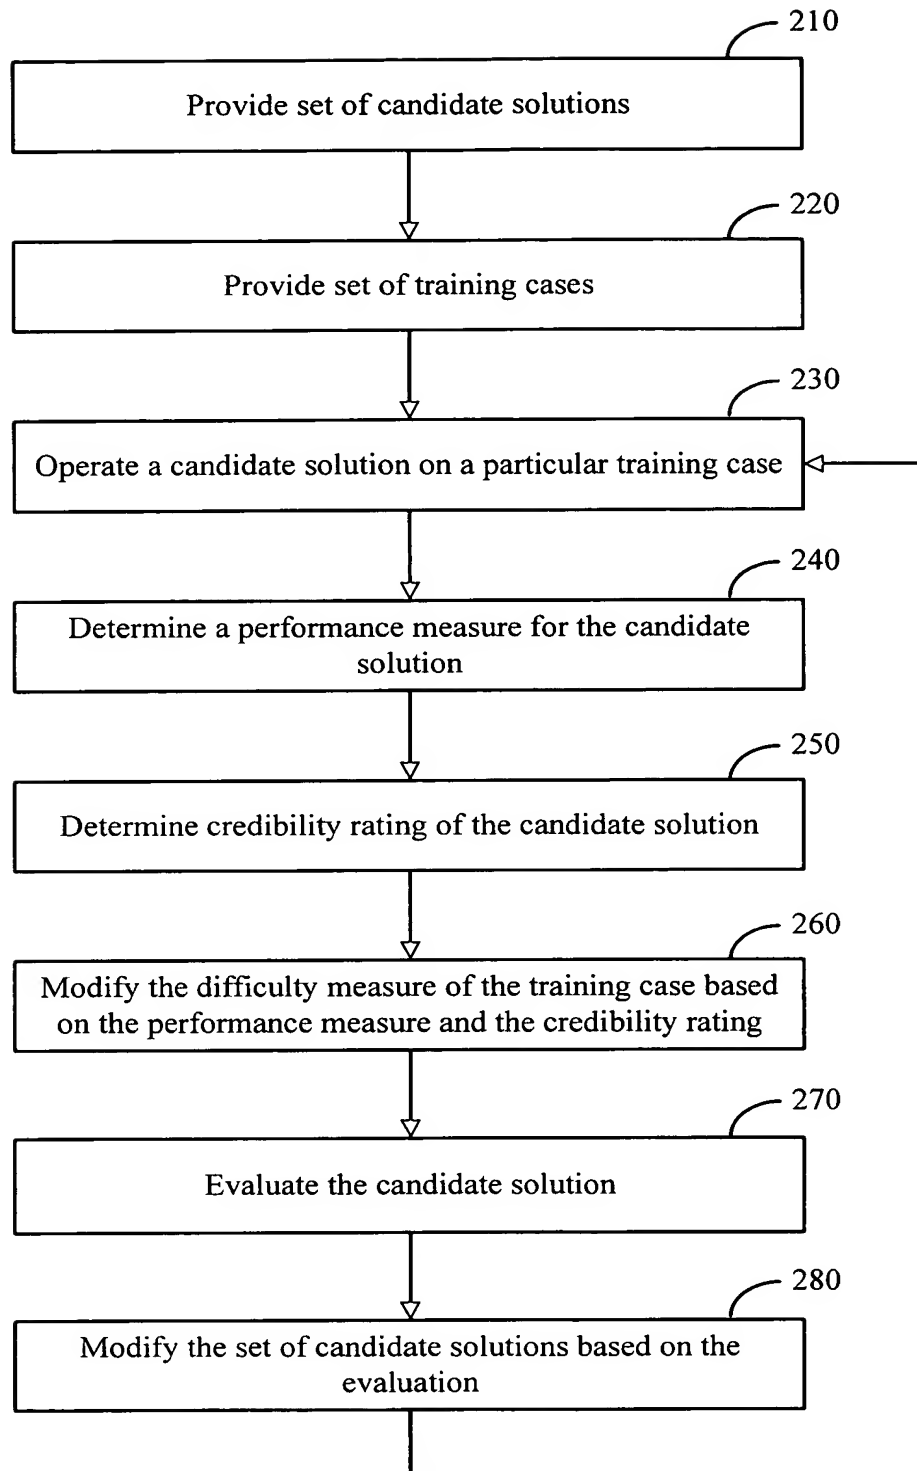 210
Provide set of candidate solutions
220
Provide set of training cases
230
Operate a candidate solution on a particular training case
240
Determine a performance measure for the candidate
solution
250
Determine credibility rating of the candidate solution
260
Modify the difficulty measure of the training case based
on the performance measure and the credibility rating
270
Evaluate the candidate solution
280
Modify the set of candidate solutions based on the
evaluation